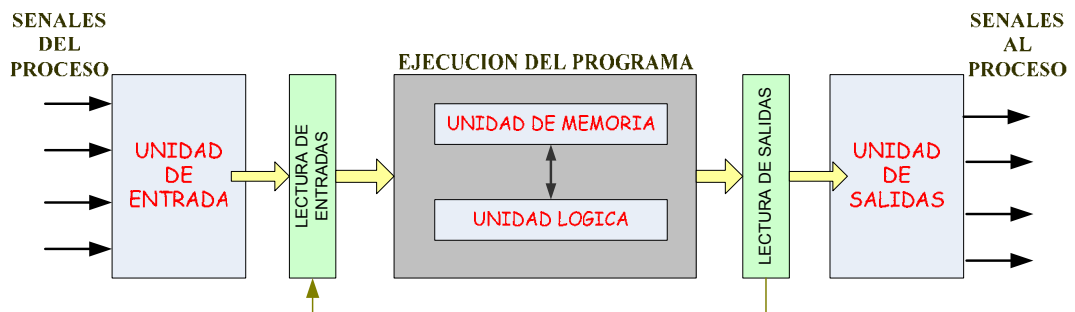 SENALES
DEL
PROCESO
UNIDAD
DE
ENTRADA
LECTURA DE
ENTRADAS
EJECUCION DEL PROGRAMA
UNIDAD DE MEMORIA
UNIDAD LOGICA
LECTURA DE SALIDAS
UNIDAD
DE
SALIDAS
SENALES
AL
PROCESO